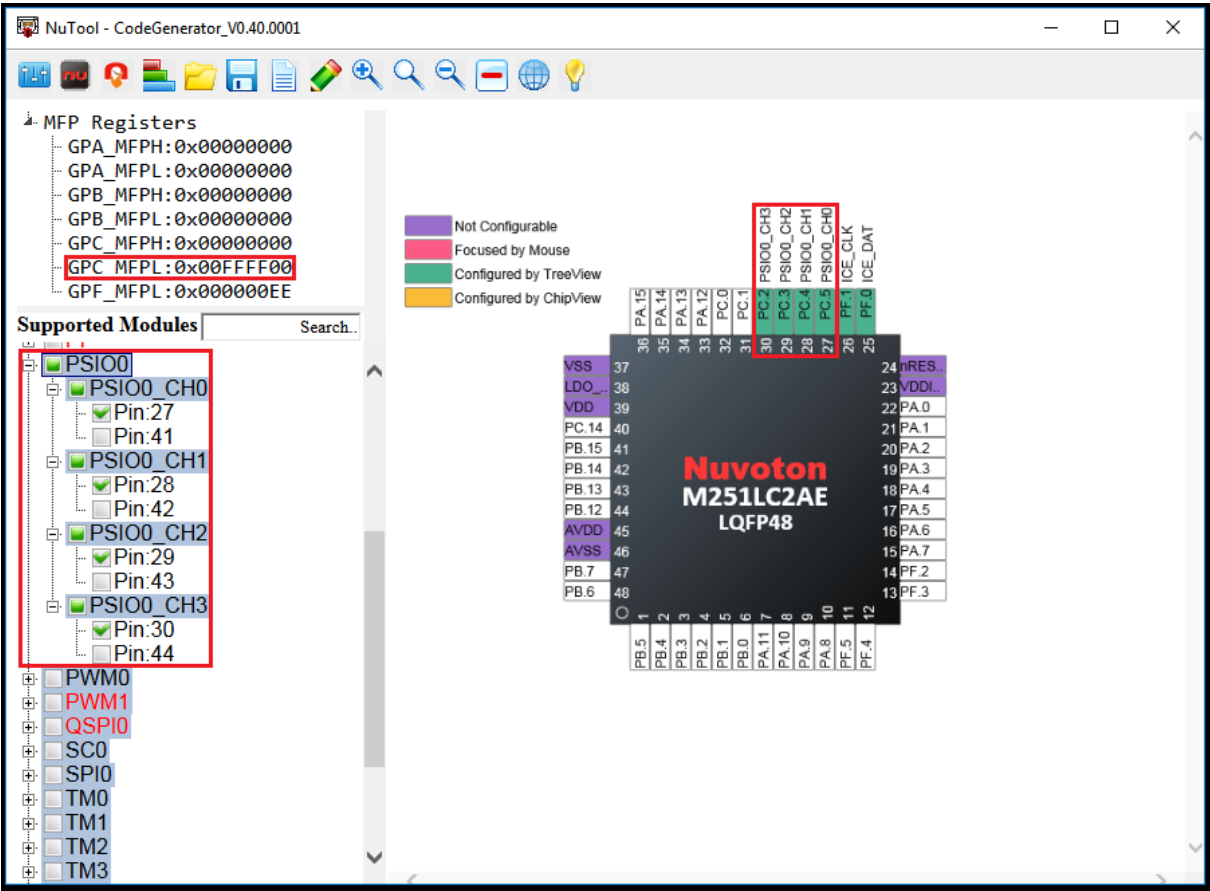 NuTool - CodeGenerator_V0.40.0001
nu
MFP Registers
GPA_MFPH:0x00000000
GPA_MFPL:0x00000000
GPB_MFPH:0x00000000
GPB_MFPL:0x00000000
GPC_MFPH:0x00000000
GPC_MFPL:0x00FFFF00
GPF_MFPL:0x000000EE
Supported Modules Search..
PSIO0
PSIO0_CH0
Pin:27
Pin:41
PSIO0_CH1
Pin:28
Pin:42
PSIO0_CH2
Pin:29
Pin:43
PSIO0_CH3
Pin:30
Pin:44
PWM0
PWM1
QSPI0
SC0
SPI0
TM0
TM1
TM2
TM3
Not Configurable
Focused by Mouse
Configured by TreeView
Configured by ChipView
PSIO0_CH3
PSIO0_CH2
PSIO0_CH1
PSIO0_CH0
ICE_CLK
ICE_DAT
PA.15
PA.14
PA.13
PA.12
PC.0
PC.1
PC.2
PC.3
PC.4
PC.5
PF.1
PF.0
36
35
34
33
32
31
30
29
28
27
26
25
VSS 37
LDO_.. 38
VDD 39
PC.14 40
PB.15 41
PB.14 42
PB.13 43
PB.12 44
AVDD 45
AVSS 46
PB.7 47
PB.6 48
Nuvoton
M251LC2AE
LQFP48
24 nRES..
23 VDDI..
22 PA.0
21 PA.1
20 PA.2
19 PA.3
18 PA.4
17 PA.5
16 PA.6
15 PA.7
14 PF.2
13 PF.3
1
2
3
4
5
6
7
8
9
10
11
12
PB.5
PB.4
PB.3
PB.2
PB.1
PB.0
PA.11
PA.10
PA.9
PA.8
PF.5
PF.4